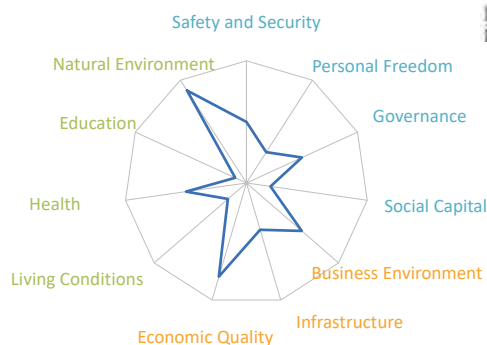 Safety and Security
Natural Environment
Personal Freedom
Education
Governance
Health
Social Capital
Living Conditions
Business Environment
Infrastructure
Economic Quality